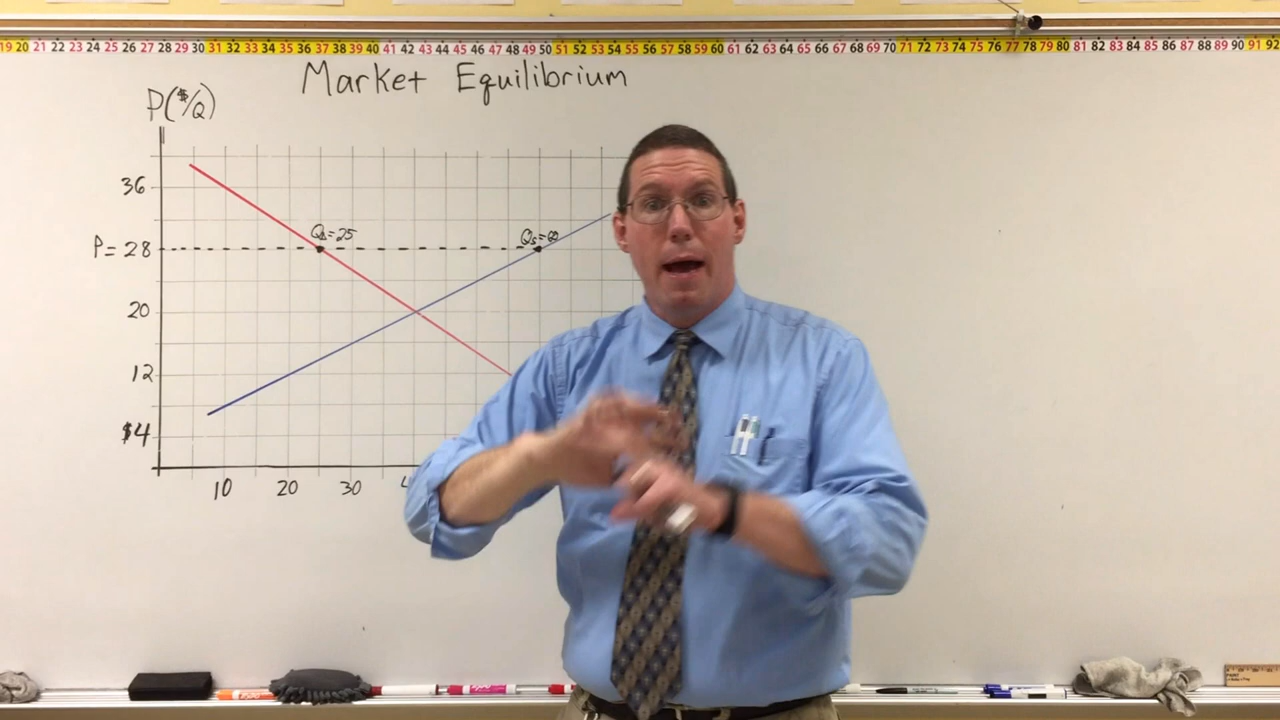 19 20 21 22 23 24 25 26 27 28 29 30 31 32 33 34 35 36 37 38 39 40 41 42 43 44 45 46 47 48 49 50 51 52 53 54 55 56 57 58 59 60 61 62 63 64 65 66 67 68 69 70 71 72 73 74 75 76 77 78 79 80 81 82 83 84 85 86 87 88 89 90 91 92
Market Equilibrium
P($/Q)
36
Qd=25
P=28
20
12
$4
10 20 30